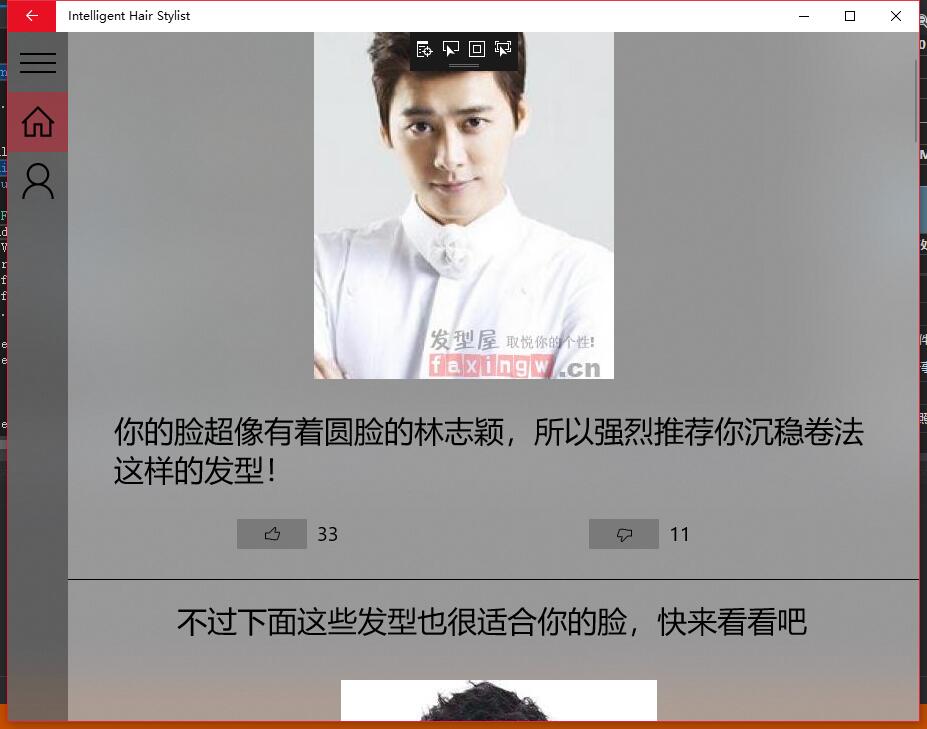 Intelligent Hair Stylist
发型屋 取悦你的个性!
faxingw.cn
你的脸超像有着圆脸的林志颖，所以强烈推荐你沉稳卷法
这样的发型！
33
11
不过下面这些发型也很适合你的脸，快来看看吧